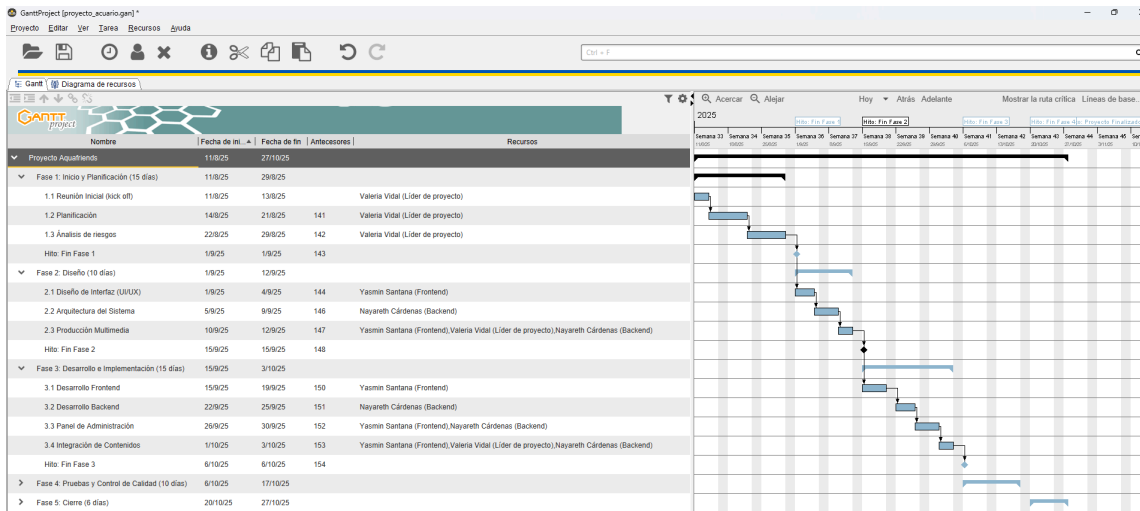 GanttProject [proyecto_acuario.gan] *
Proyecto Editar Ver Tarea Recursos Ayuda
Ctrl + F
Gantt Diagrama de recursos
GANTT project
Acercar Alejar Hoy Atrás Adelante Mostrar la ruta crítica Lineas de base...
2025
Hito: Fin Fase 1 Hito: Fin Fase 2 Hito: Fin Fase 3 Hito: Fin Fase 4 o: Proyecto Finalizado
Nombre Fecha de ini... Fecha de fin Antecesores Recursos
Semana 33 Semana 34 Semana 35 Semana 36 Semana 37 Semana 38 Semana 39 Semana 40 Semana 41 Semana 42 Semana 43 Semana 44 Semana 45
Proyecto Aquafriends 11/8/25 27/10/25
Fase 1: Inicio y Planificación (15 días) 11/8/25 29/8/25
1.1 Reunión Inicial (kick off) 11/8/25 13/8/25 Valeria Vidal (Líder de proyecto)
1.2 Planificación 14/8/25 21/8/25 141 Valeria Vidal (Líder de proyecto)
1.3 Ánalisis de riesgos 22/8/25 29/8/25 142 Valeria Vidal (Líder de proyecto)
Hito: Fin Fase 1 1/9/25 1/9/25 143
Fase 2: Diseño (10 días) 1/9/25 12/9/25
2.1 Diseño de Interfaz (UI/UX) 1/9/25 4/9/25 144 Yasmin Santana (Frontend)
2.2 Arquitectura del Sistema 5/9/25 9/9/25 146 Nayareth Cárdenas (Backend)
2.3 Producción Multimedia 10/9/25 12/9/25 147 Yasmin Santana (Frontend),Valeria Vidal (Líder de proyecto),Nayareth Cárdenas (Backend)
Hito: Fin Fase 2 15/9/25 15/9/25 148
Fase 3: Desarrollo e Implementación (15 días) 15/9/25 3/10/25
3.1 Desarrollo Frontend 15/9/25 19/9/25 150 Yasmin Santana (Frontend)
3.2 Desarrollo Backend 22/9/25 25/9/25 151 Nayareth Cárdenas (Backend)
3.3 Panel de Administración 26/9/25 30/9/25 152 Yasmin Santana (Frontend),Nayareth Cárdenas (Backend)
3.4 Integración de Contenidos 1/10/25 3/10/25 153 Yasmin Santana (Frontend),Valeria Vidal (Líder de proyecto),Nayareth Cárdenas (Backend)
Hito: Fin Fase 3 6/10/25 6/10/25 154
Fase 4: Pruebas y Control de Calidad (10 días) 6/10/25 17/10/25
Fase 5: Cierre (6 días) 20/10/25 27/10/25